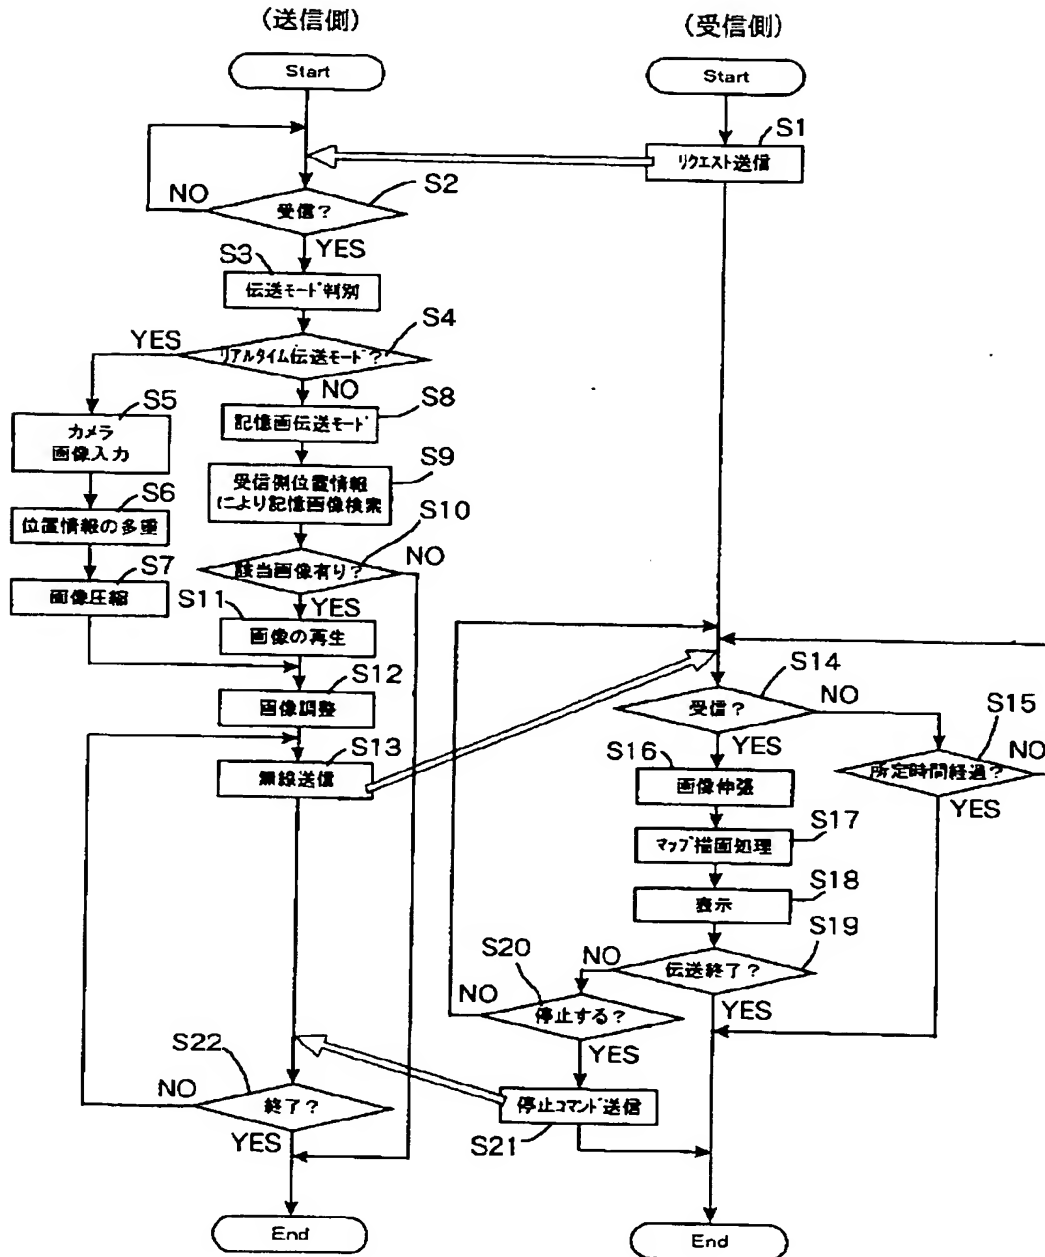 (送信側)
(受信側)
Start
Start
S1
リクエスト送信
S2
NO
受信?
YES
S3
伝送モード判別
S4
YES
リアルタイム伝送モード?
NO
S5
カメラ
画像入力
S8
記憶画伝送モード
S6
位置情報の多重
S9
受信側位置情報
により記憶画像検索
S7
画像圧縮
S10
NO
該当画像有り?
YES
S11
画像の再生
S12
画像調整
S13
無線送信
S14
NO
受信?
YES
S15
NO
所定時間経過?
YES
S16
画像伸張
S17
マップ描画処理
S18
表示
S19
NO
伝送終了?
YES
S20
NO
停止する?
YES
S22
NO
終了?
YES
停止コマンド送信
S21
End
End